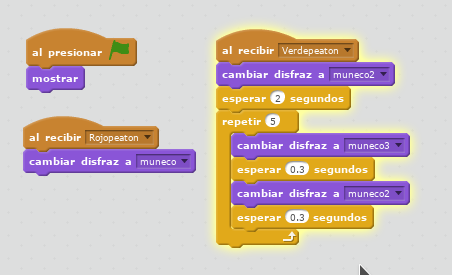 al presionar
mostrar
al recibir Rojopeaton
cambiar disfraz a muneco
al recibir Verdepeaton
cambiar disfraz a muneco2
esperar 2 segundos
repetir 5
cambiar disfraz a muneco3
esperar 0.3 segundos
cambiar disfraz a muneco2
esperar 0.3 segundos